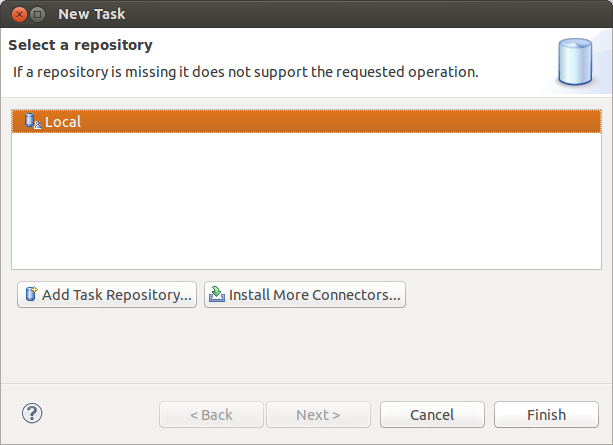 New Task
Select a repository
If a repository is missing it does not support the requested operation.
Local
Add Task Repository... Install More Connectors...
? < Back Next > Cancel Finish